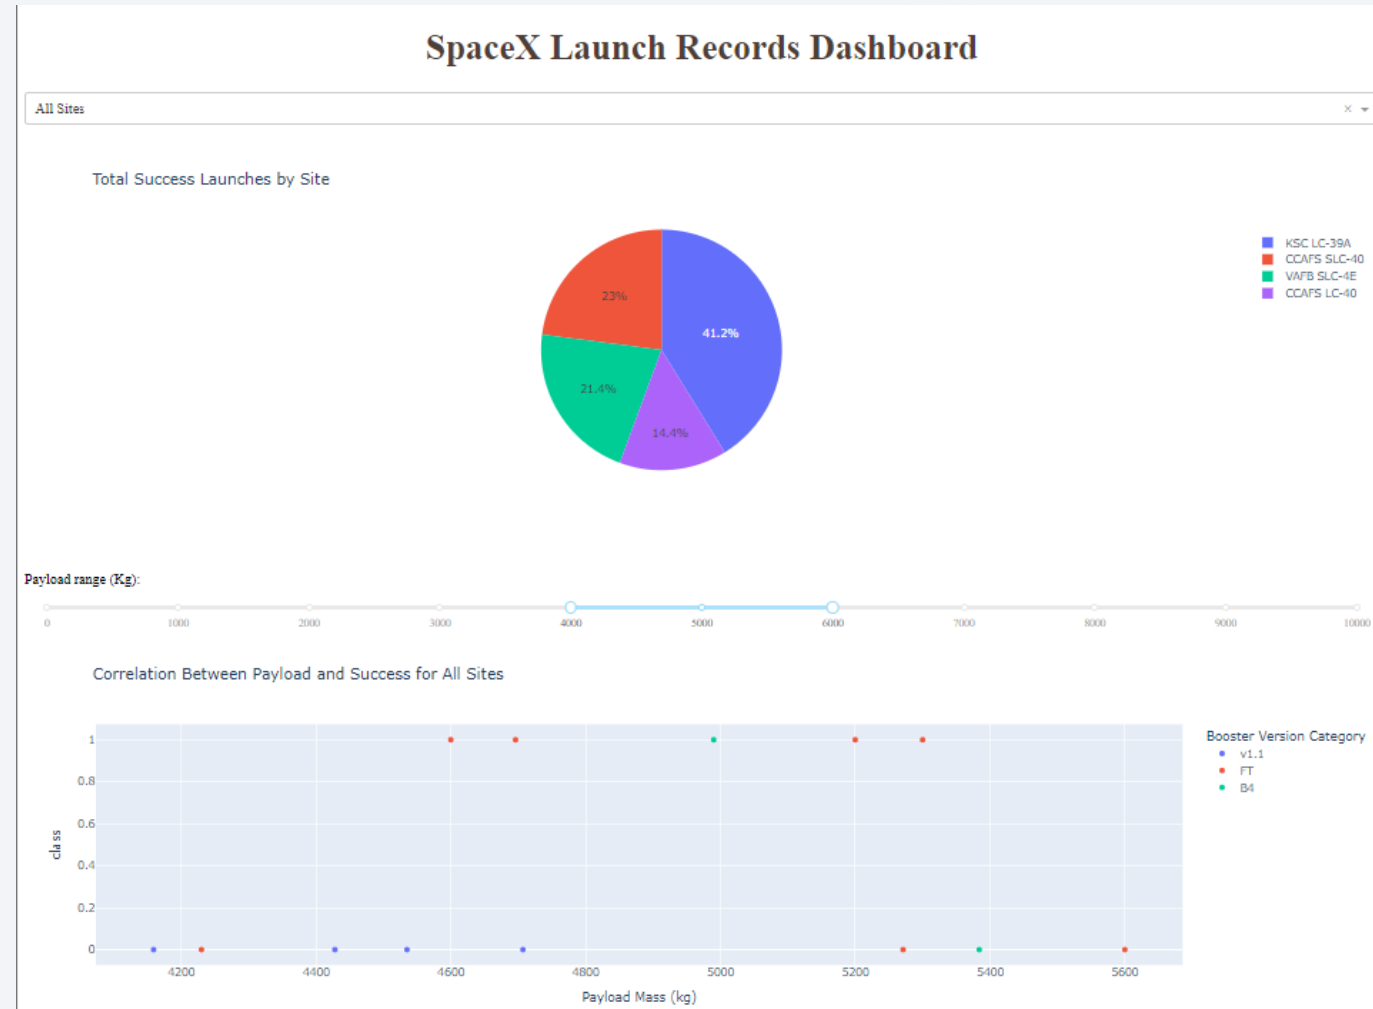 SpaceX Launch Records Dashboard
All Sites
×
Total Success Launches by Site
KSC LC-39A
CCAFS SLC-40
VAFB SLC-4E
CCAFS LC-40
23%
41.2%
21.4%
14.4%
Payload range (Kg):
0 1000 2000 3000 4000 5000 6000 7000 8000 9000 10000
Correlation Between Payload and Success for All Sites
Booster Version Category
v1.1
FT
B4
class
1
0.8
0.6
0.4
0.2
0
4200 4400 4600 4800 5000 5200 5400 5600
Payload Mass (kg)